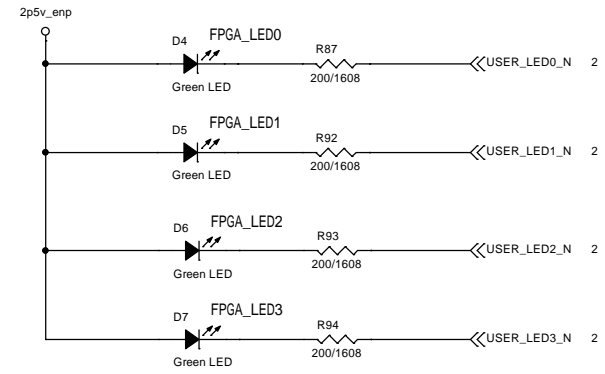 2p5v_enp
D4 FPGA_LED0 R87
USER_LED0_N 2
Green LED 200/1608
D5 FPGA_LED1 R92
USER_LED1_N 2
Green LED 200/1608
D6 FPGA_LED2 R93
USER_LED2_N 2
Green LED 200/1608
D7 FPGA_LED3 R94
USER_LED3_N 2
Green LED 200/1608